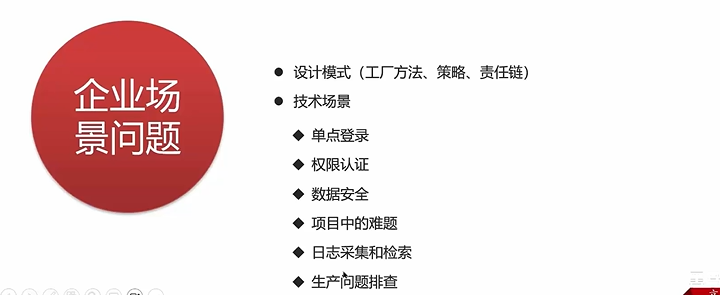 企业场
景问题
● 设计模式（工厂方法、策略、责任链）
● 技术场景
◆ 单点登录
◆ 权限认证
◆ 数据安全
◆ 项目中的难题
◆ 日志采集和检索
◆ 生产问题排查